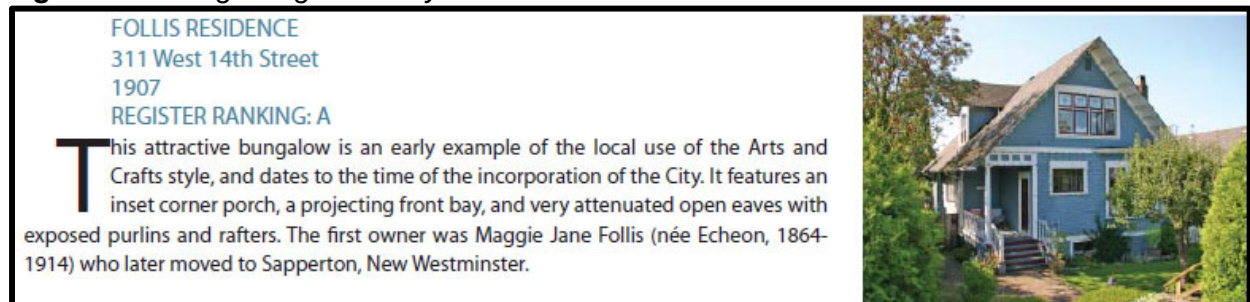 FOLLIS RESIDENCE
311 West 14th Street
1907
REGISTER RANKING: A
This attractive bungalow is an early example of the local use of the Arts and
Crafts style, and dates to the time of the incorporation of the City. It features an
inset corner porch, a projecting front bay, and very attenuated open eaves with
exposed purlins and rafters. The first owner was Maggie Jane Follis (née Echeon, 1864-
1914) who later moved to Sapperton, New Westminster.